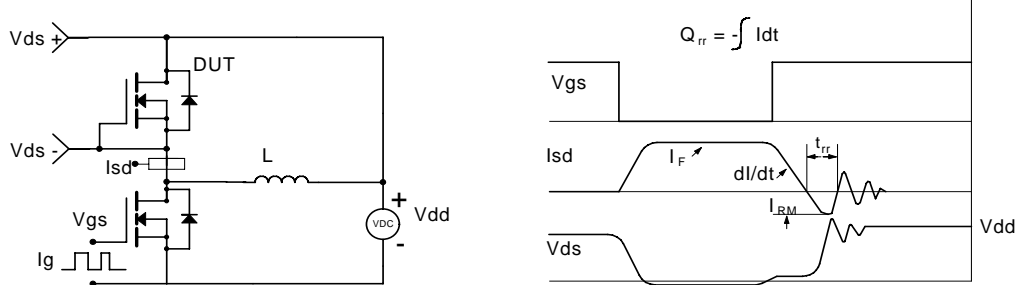 Vds +
DUT
Vds -
Isd
L
Vgs
Ig
+
VDC
-
Vdd
Q rr = -∫ Idt
Vgs
Isd
I F
dI/dt
t rr
I RM
Vds
Vdd